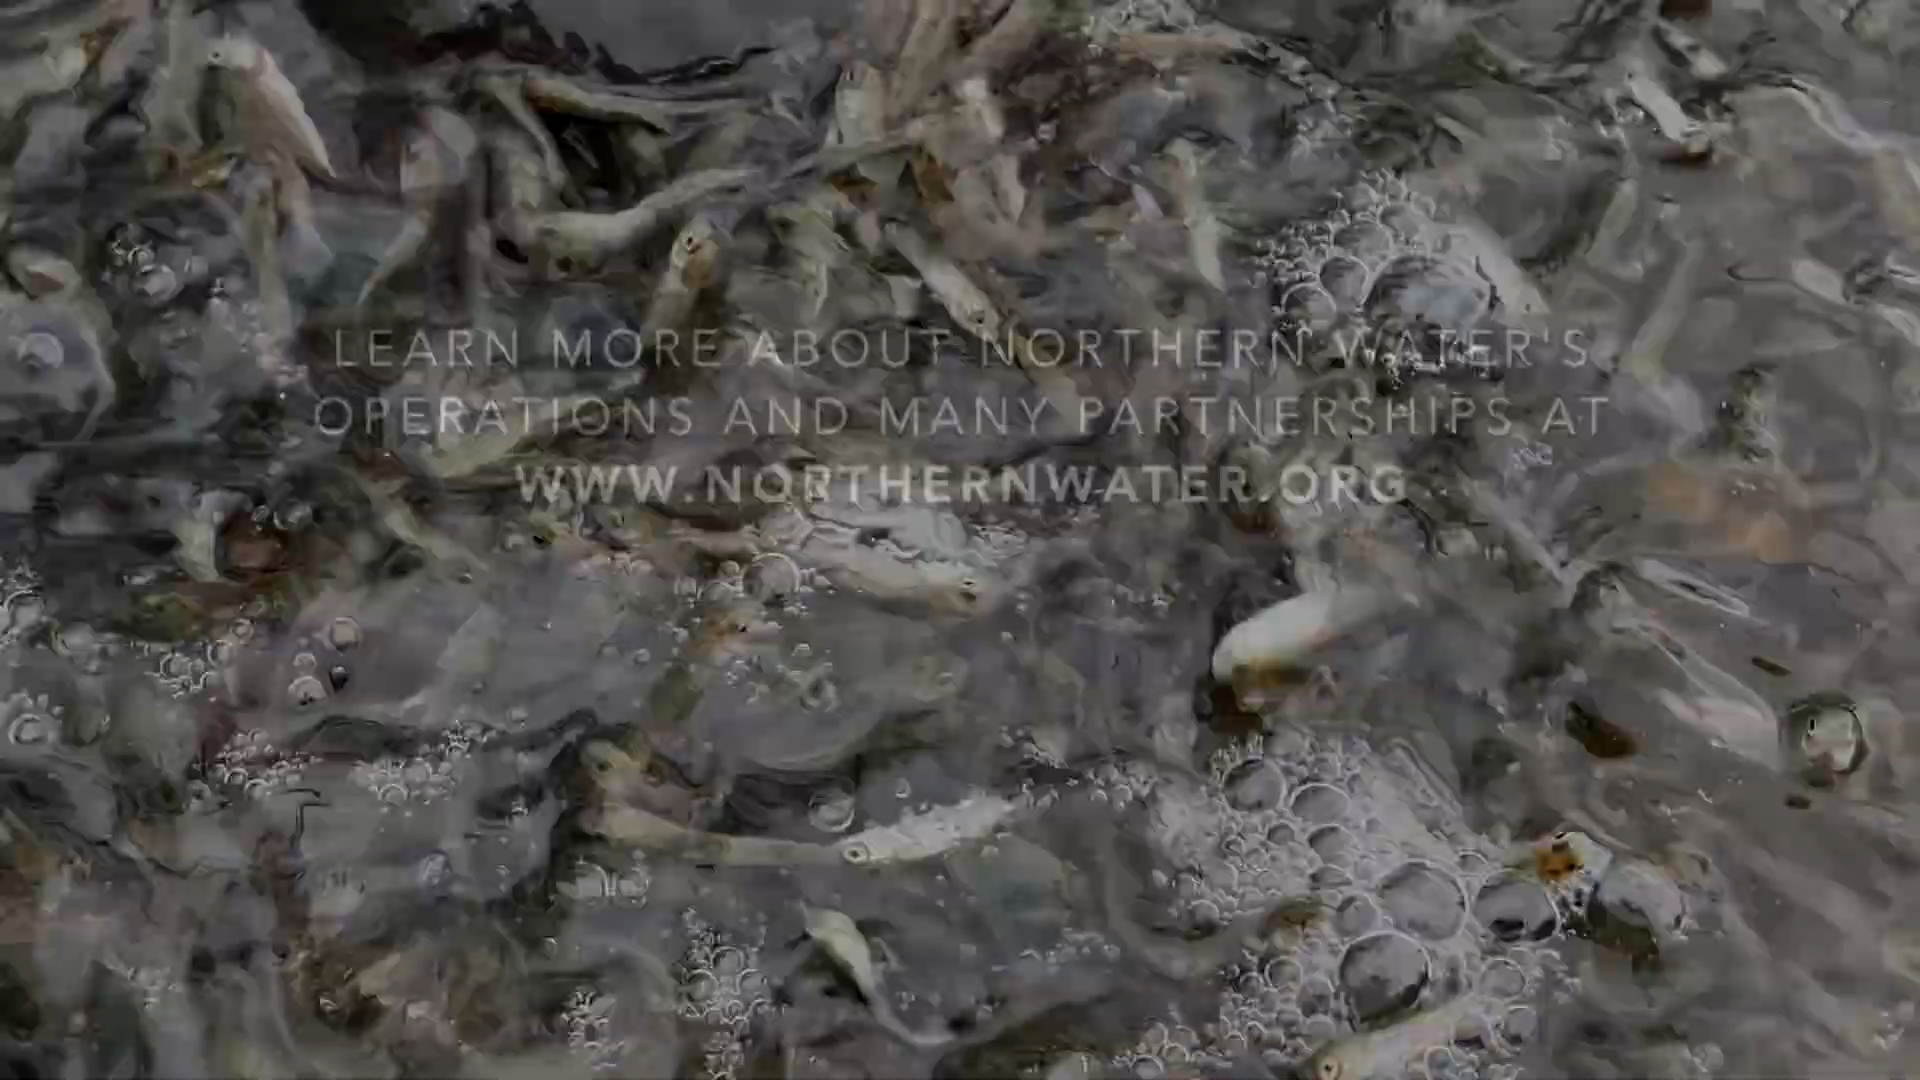 LEARN MORE ABOUT NORTHERN WATER'S
OPERATIONS AND MANY PARTNERSHIPS AT
WWW.NORTHERNWATER.ORG